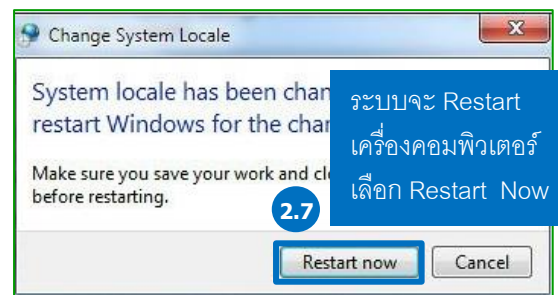 Change System Locale
System locale has been chan
restart Windows for the char
Make sure you save your work and cl
before restarting.
ระบบจะ Restart
เครื่องคอมพิวเตอร์
เลือก Restart Now
2.7
Restart now
Cancel